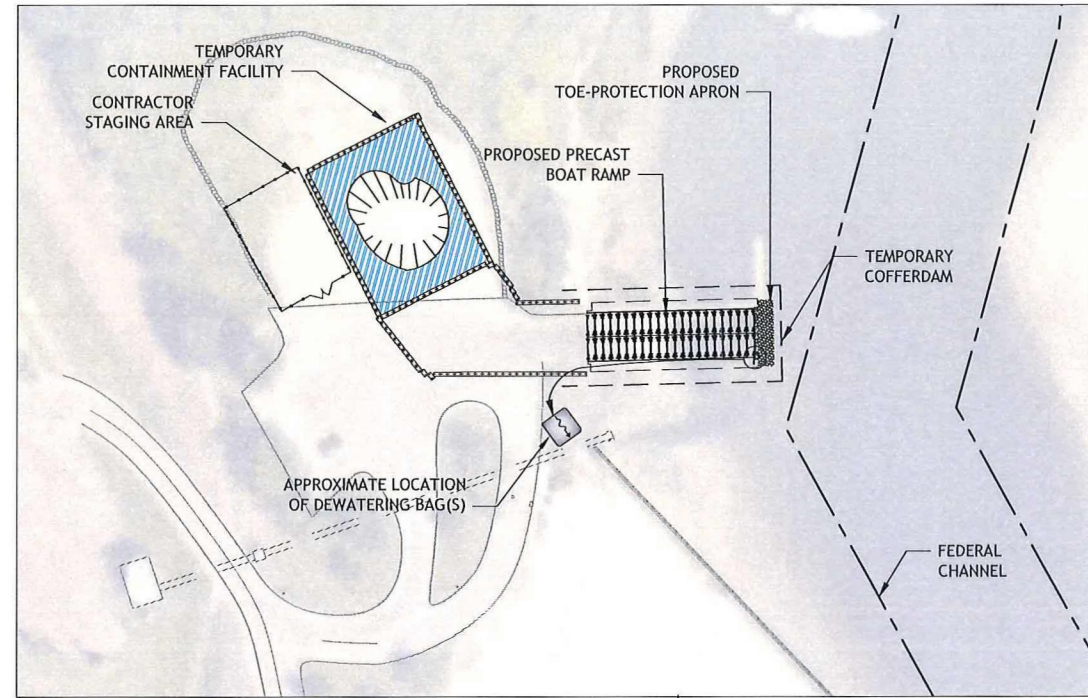 TEMPORARY
CONTAINMENT FACILITY
CONTRACTOR
STAGING AREA
PROPOSED
TOE-PROTECTION APRON
PROPOSED PRECAST
BOAT RAMP
TEMPORARY
COFFERDAM
APPROXIMATE LOCATION
OF DEWATERING BAG(S)
FEDERAL
CHANNEL